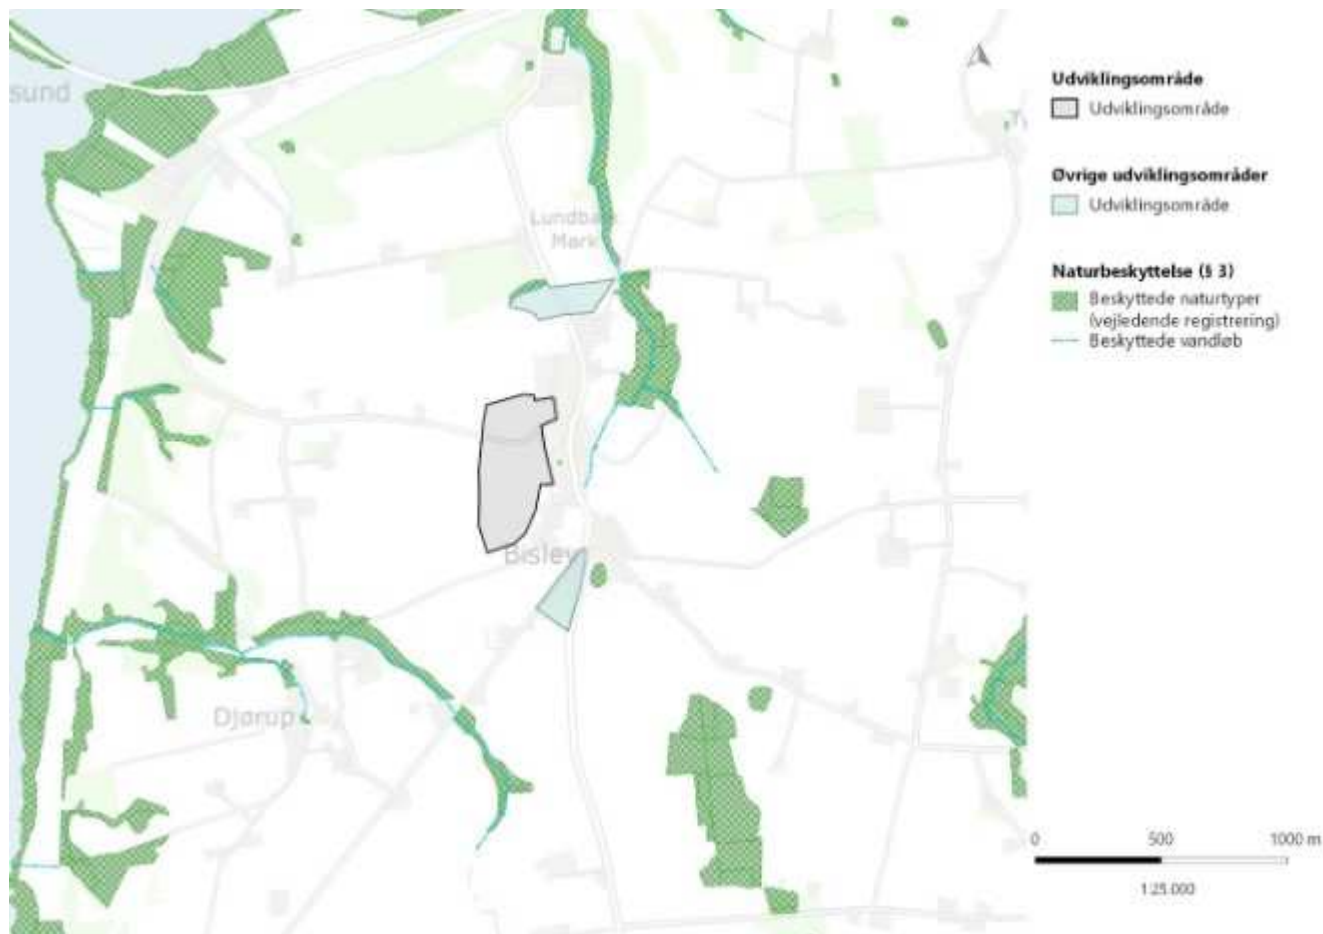 sund
Lundbak
Mark
Bislev
Djørup
Udviklingsområde
Udviklingsområde
Øvrige udviklingsområder
Udviklingsområde
Naturbeskyttelse (§ 3)
Beskyttede naturtyper
(vejledende registrering)
Beskyttede vandløb
0 500 1000 m
1:25.000